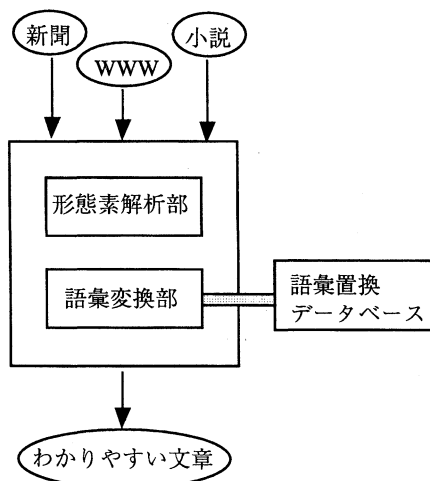 新聞
WWW
小説
形態素解析部
語彙変換部
語彙置換
データベース
わかりやすい文章